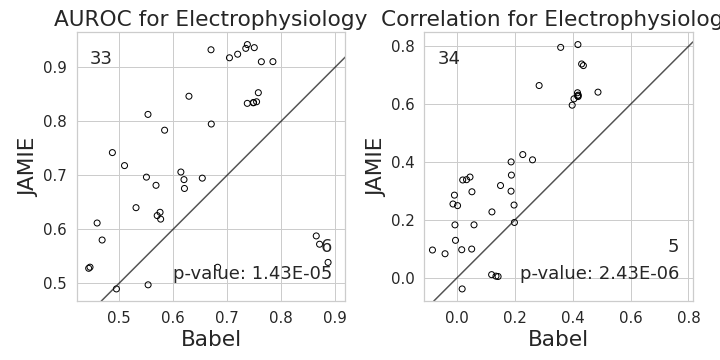 AUROC for Electrophysiology
33
0.9
0.8
0.7
0.6
0.5
JAMIE
6
p-value: 1.43E-05
0.5 0.6 0.7 0.8 0.9
Babel
Correlation for Electrophysiolog
34
0.8
0.6
0.4
0.2
0.0
JAMIE
5
p-value: 2.43E-06
0.0 0.2 0.4 0.6 0.8
Babel